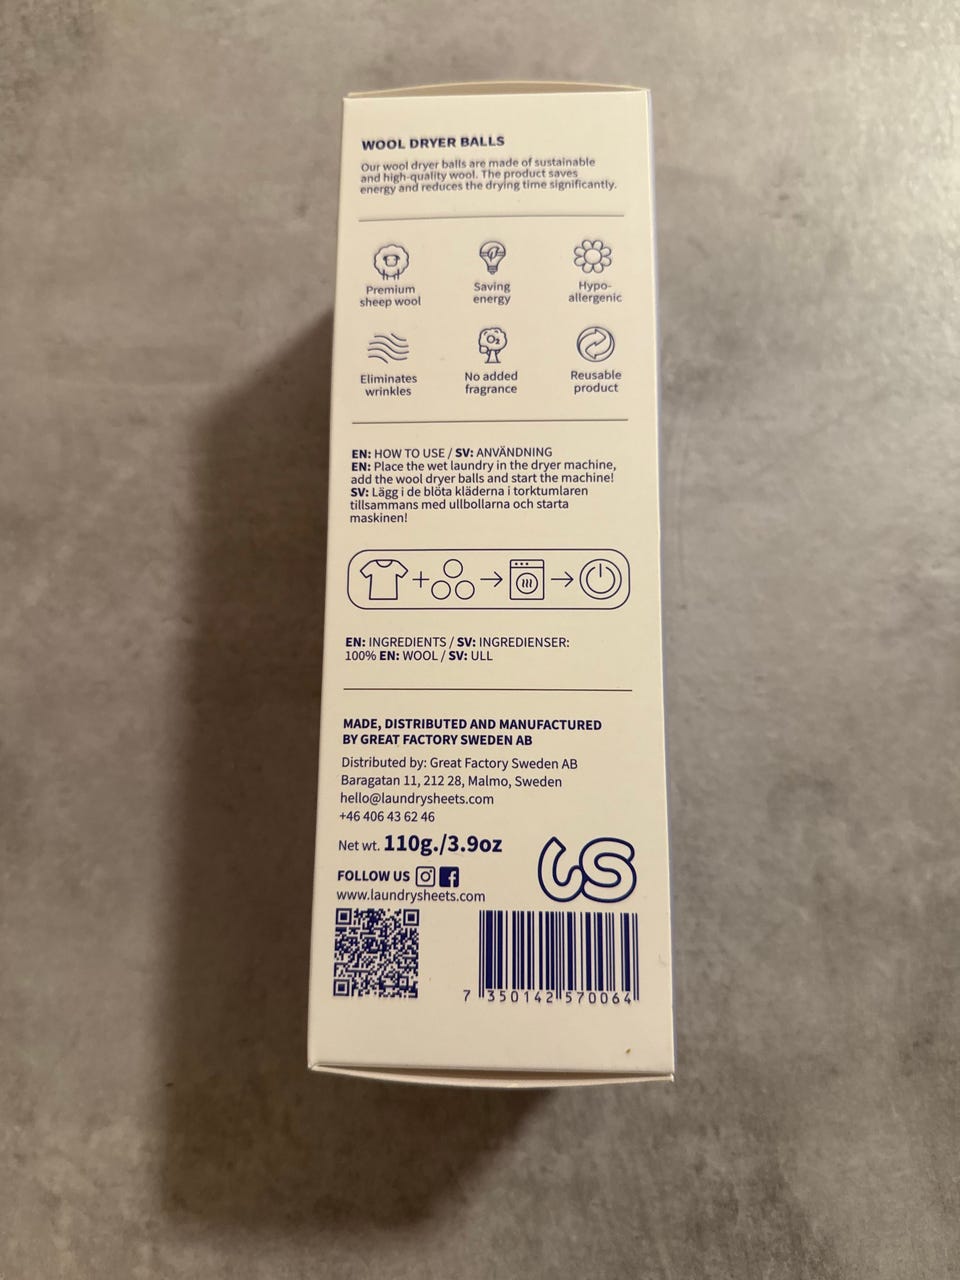 WOOL DRYER BALLS
Our wool dryer balls are made of sustainable
and high-quality wool. The product saves
energy and reduces the drying time significantly.
Premium
sheep wool
Saving
energy
Hypo-
allergenic
Eliminates
wrinkles
O2
No added
fragrance
Reusable
product
EN: HOW TO USE / SV: ANVÄNDNING
EN: Place the wet laundry in the dryer machine,
add the wool dryer balls and start the machine!
SV: Lägg i de blöta kläderna i torktumlaren
tillsammans med ullbollarna och starta
maskinen!
EN: INGREDIENTS / SV: INGREDIENSER:
100% EN: WOOL / SV: ULL
MADE, DISTRIBUTED AND MANUFACTURED
BY GREAT FACTORY SWEDEN AB
Distributed by: Great Factory Sweden AB
Baragatan 11, 212 28, Malmo, Sweden
hello@laundrysheets.com
+46 406 43 62 46
Net wt. 110g./3.9oz
FOLLOW US
www.laundrysheets.com
LS
7 350142 570064